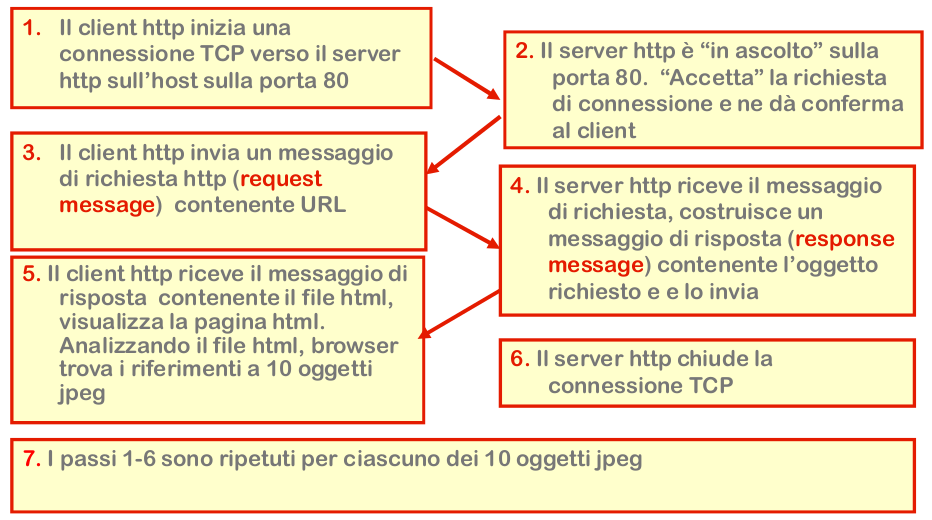 1. Il client http inizia una
connessione TCP verso il server
http sull’host sulla porta 80
2. Il server http è “in ascolto” sulla
porta 80. “Accetta” la richiesta
di connessione e ne dà conferma
al client
3. Il client http invia un messaggio
di richiesta http (request
message) contenente URL
4. Il server http riceve il messaggio
di richiesta, costruisce un
messaggio di risposta (response
message) contenente l’oggetto
richiesto e e lo invia
5. Il client http riceve il messaggio di
risposta contenente il file html,
visualizza la pagina html.
Analizzando il file html, browser
trova i riferimenti a 10 oggetti
jpeg
6. Il server http chiude la
connessione TCP
7. I passi 1-6 sono ripetuti per ciascuno dei 10 oggetti jpeg